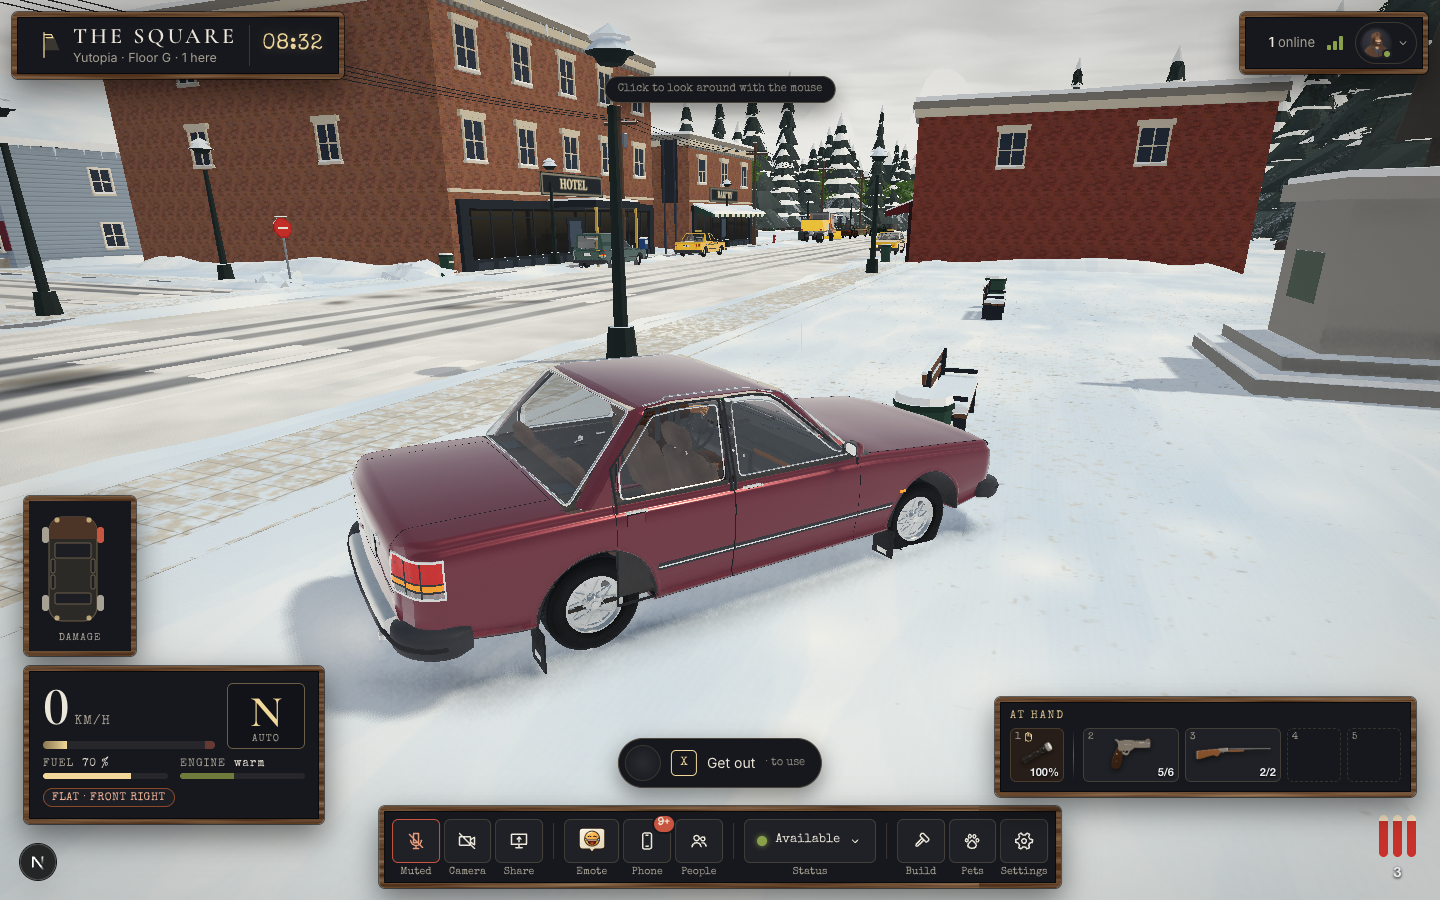 THE SQUARE
Yutopia · Floor G · 1 here
08:32
1 online
Click to look around with the mouse
HOTEL
DAMAGE
0 KM/H
N
AUTO
FUEL 70 %
ENGINE warm
FLAT · FRONT RIGHT
X Get out · to use
AT HAND
1
100%
2
5/6
3
2/2
4
5
9+
Available
Muted
Camera
Share
Emote
Phone
People
Status
Build
Pets
Settings
N
3